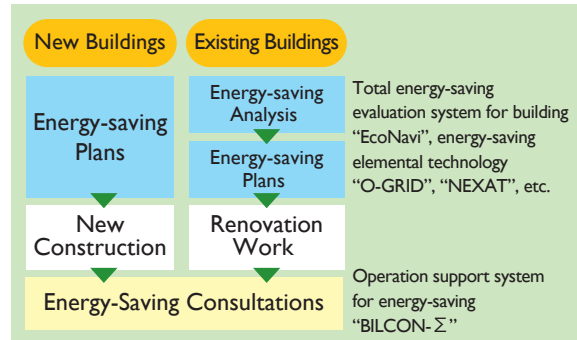 New Buildings
Existing Buildings
Energy-saving
Plans
Energy-saving
Analysis
Energy-saving
Plans
Total energy-saving
evaluation system for building
“EcoNavi”, energy-saving
elemental technology
“O-GRID”, “NEXAT”, etc.
New
Construction
Renovation
Work
Energy-Saving Consultations
Operation support system
for energy-saving
“BILCON-Σ”